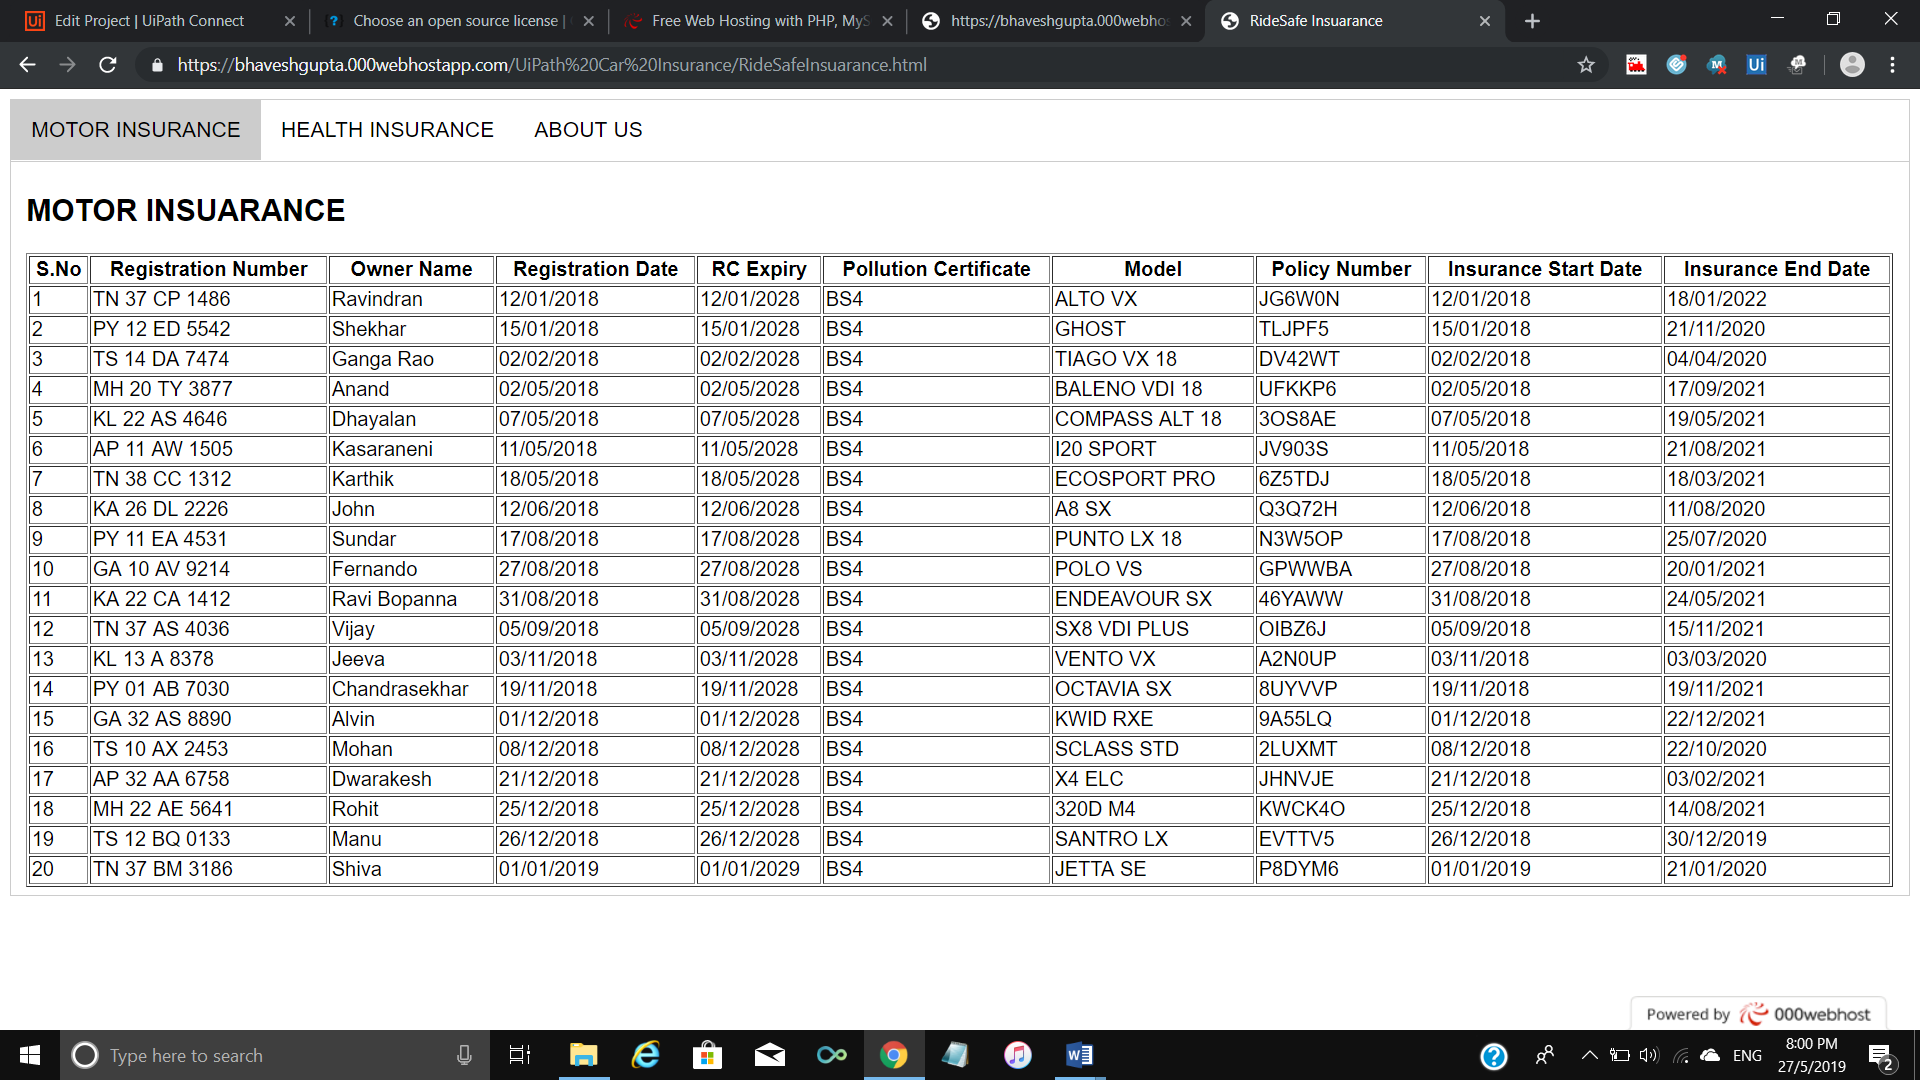 Edit Project | UiPath Connect
Choose an open source license |
Free Web Hosting with PHP, MyS
https://bhaveshgupta.000webho
RideSafe Insuarance
https://bhaveshgupta.000webhostapp.com/UiPath%20Car%20Insurance/RideSafeInsuarance.html
MOTOR INSURANCE HEALTH INSURANCE ABOUT US
MOTOR INSUARANCE
S.No Registration Number Owner Name Registration Date RC Expiry Pollution Certificate Model Policy Number Insurance Start Date Insurance End Date
1 TN 37 CP 1486 Ravindran 12/01/2018 12/01/2028 BS4 ALTO VX JG6W0N 12/01/2018 18/01/2022
2 PY 12 ED 5542 Shekhar 15/01/2018 15/01/2028 BS4 GHOST TLJPF5 15/01/2018 21/11/2020
3 TS 14 DA 7474 Ganga Rao 02/02/2018 02/02/2028 BS4 TIAGO VX 18 DV42WT 02/02/2018 04/04/2020
4 MH 20 TY 3877 Anand 02/05/2018 02/05/2028 BS4 BALENO VDI 18 UFKKP6 02/05/2018 17/09/2021
5 KL 22 AS 4646 Dhayalan 07/05/2018 07/05/2028 BS4 COMPASS ALT 18 3OS8AE 07/05/2018 19/05/2021
6 AP 11 AW 1505 Kasaraneni 11/05/2018 11/05/2028 BS4 I20 SPORT JV903S 11/05/2018 21/08/2021
7 TN 38 CC 1312 Karthik 18/05/2018 18/05/2028 BS4 ECOSPORT PRO 6Z5TDJ 18/05/2018 18/03/2021
8 KA 26 DL 2226 John 12/06/2018 12/06/2028 BS4 A8 SX Q3Q72H 12/06/2018 11/08/2020
9 PY 11 EA 4531 Sundar 17/08/2018 17/08/2028 BS4 PUNTO LX 18 N3W5OP 17/08/2018 25/07/2020
10 GA 10 AV 9214 Fernando 27/08/2018 27/08/2028 BS4 POLO VS GPWWBA 27/08/2018 20/01/2021
11 KA 22 CA 1412 Ravi Bopanna 31/08/2018 31/08/2028 BS4 ENDEAVOUR SX 46YAWW 31/08/2018 24/05/2021
12 TN 37 AS 4036 Vijay 05/09/2018 05/09/2028 BS4 SX8 VDI PLUS OIBZ6J 05/09/2018 15/11/2021
13 KL 13 A 8378 Jeeva 03/11/2018 03/11/2028 BS4 VENTO VX A2N0UP 03/11/2018 03/03/2020
14 PY 01 AB 7030 Chandrasekhar 19/11/2018 19/11/2028 BS4 OCTAVIA SX 8UYVVP 19/11/2018 19/11/2021
15 GA 32 AS 8890 Alvin 01/12/2018 01/12/2028 BS4 KWID RXE 9A55LQ 01/12/2018 22/12/2021
16 TS 10 AX 2453 Mohan 08/12/2018 08/12/2028 BS4 SCLASS STD 2LUXMT 08/12/2018 22/10/2020
17 AP 32 AA 6758 Dwarakesh 21/12/2018 21/12/2028 BS4 X4 ELC JHNVJE 21/12/2018 03/02/2021
18 MH 22 AE 5641 Rohit 25/12/2018 25/12/2028 BS4 320D M4 KWCK4O 25/12/2018 14/08/2021
19 TS 12 BQ 0133 Manu 26/12/2018 26/12/2028 BS4 SANTRO LX EVTTV5 26/12/2018 30/12/2019
20 TN 37 BM 3186 Shiva 01/01/2019 01/01/2029 BS4 JETTA SE P8DYM6 01/01/2019 21/01/2020
Powered by 000webhost
Type here to search
ENG
8:00 PM
27/5/2019
2